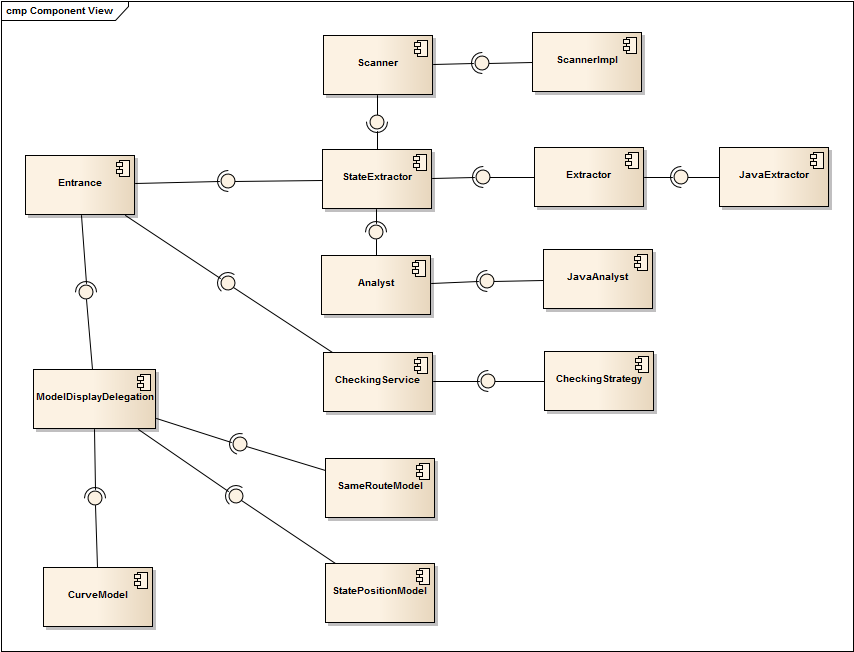 cmp Component View
Scanner
ScannerImpl
Entrance
StateExtractor
Extractor
JavaExtractor
Analyst
JavaAnalyst
CheckingService
CheckingStrategy
ModelDisplayDelegation
SameRouteModel
StatePositionModel
CurveModel